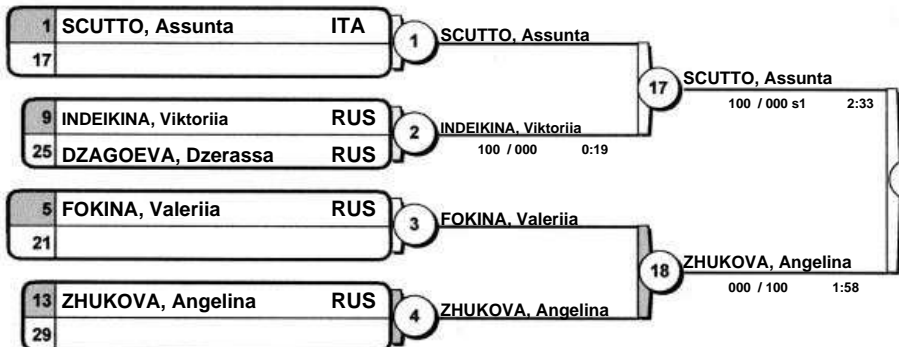 1 SCUTTO, Assunta ITA
17
1
SCUTTO, Assunta
9 INDEIKINA, Viktoriia RUS
25 DZAGOEVA, Dzerassa RUS
2
INDEIKINA, Viktoriia
100 / 000 0:19
17
SCUTTO, Assunta
100 / 000 s1 2:33
5 FOKINA, Valeriia RUS
21
3
FOKINA, Valeriia
13 ZHUKOVA, Angelina RUS
29
4
ZHUKOVA, Angelina
18
ZHUKOVA, Angelina
000 / 100 1:58